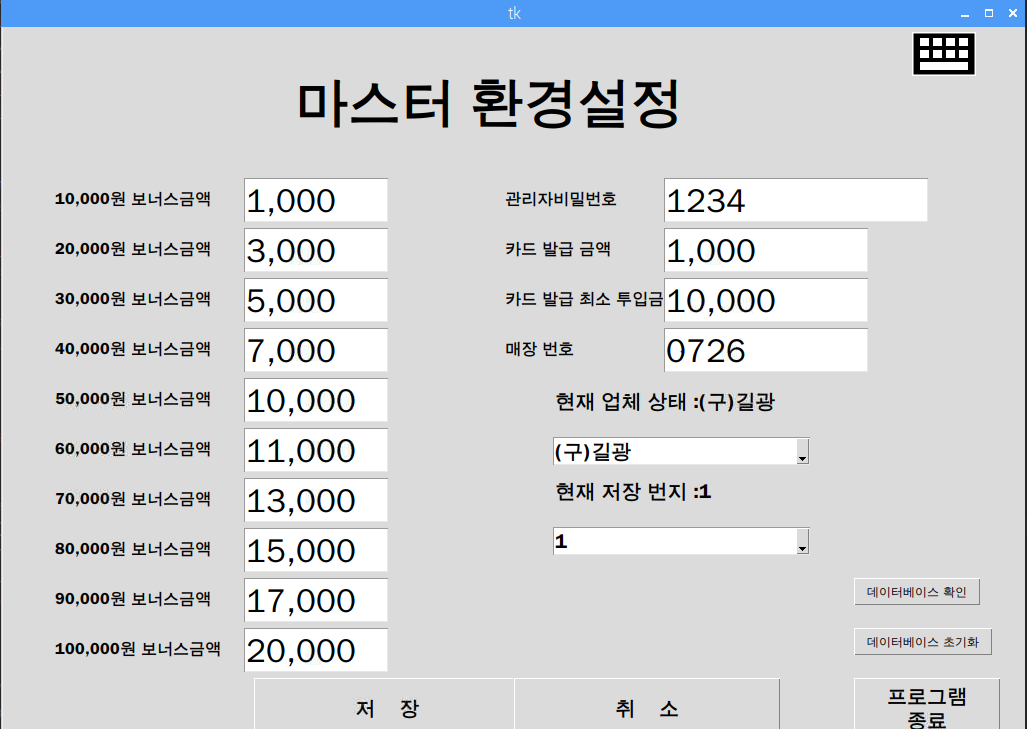 tk
마스터 환경설정
10,000원 보너스금액 1,000
20,000원 보너스금액 3,000
30,000원 보너스금액 5,000
40,000원 보너스금액 7,000
50,000원 보너스금액 10,000
60,000원 보너스금액 11,000
70,000원 보너스금액 13,000
80,000원 보너스금액 15,000
90,000원 보너스금액 17,000
100,000원 보너스금액 20,000
관리자비밀번호 1234
카드 발급 금액 1,000
카드 발급 최소 투입금 10,000
매장 번호 0726
현재 업체 상태 :(구)길광
(구)길광
현재 저장 번지 :1
1
데이터베이스 확인
데이터베이스 초기화
저 장
취 소
프로그램
종료